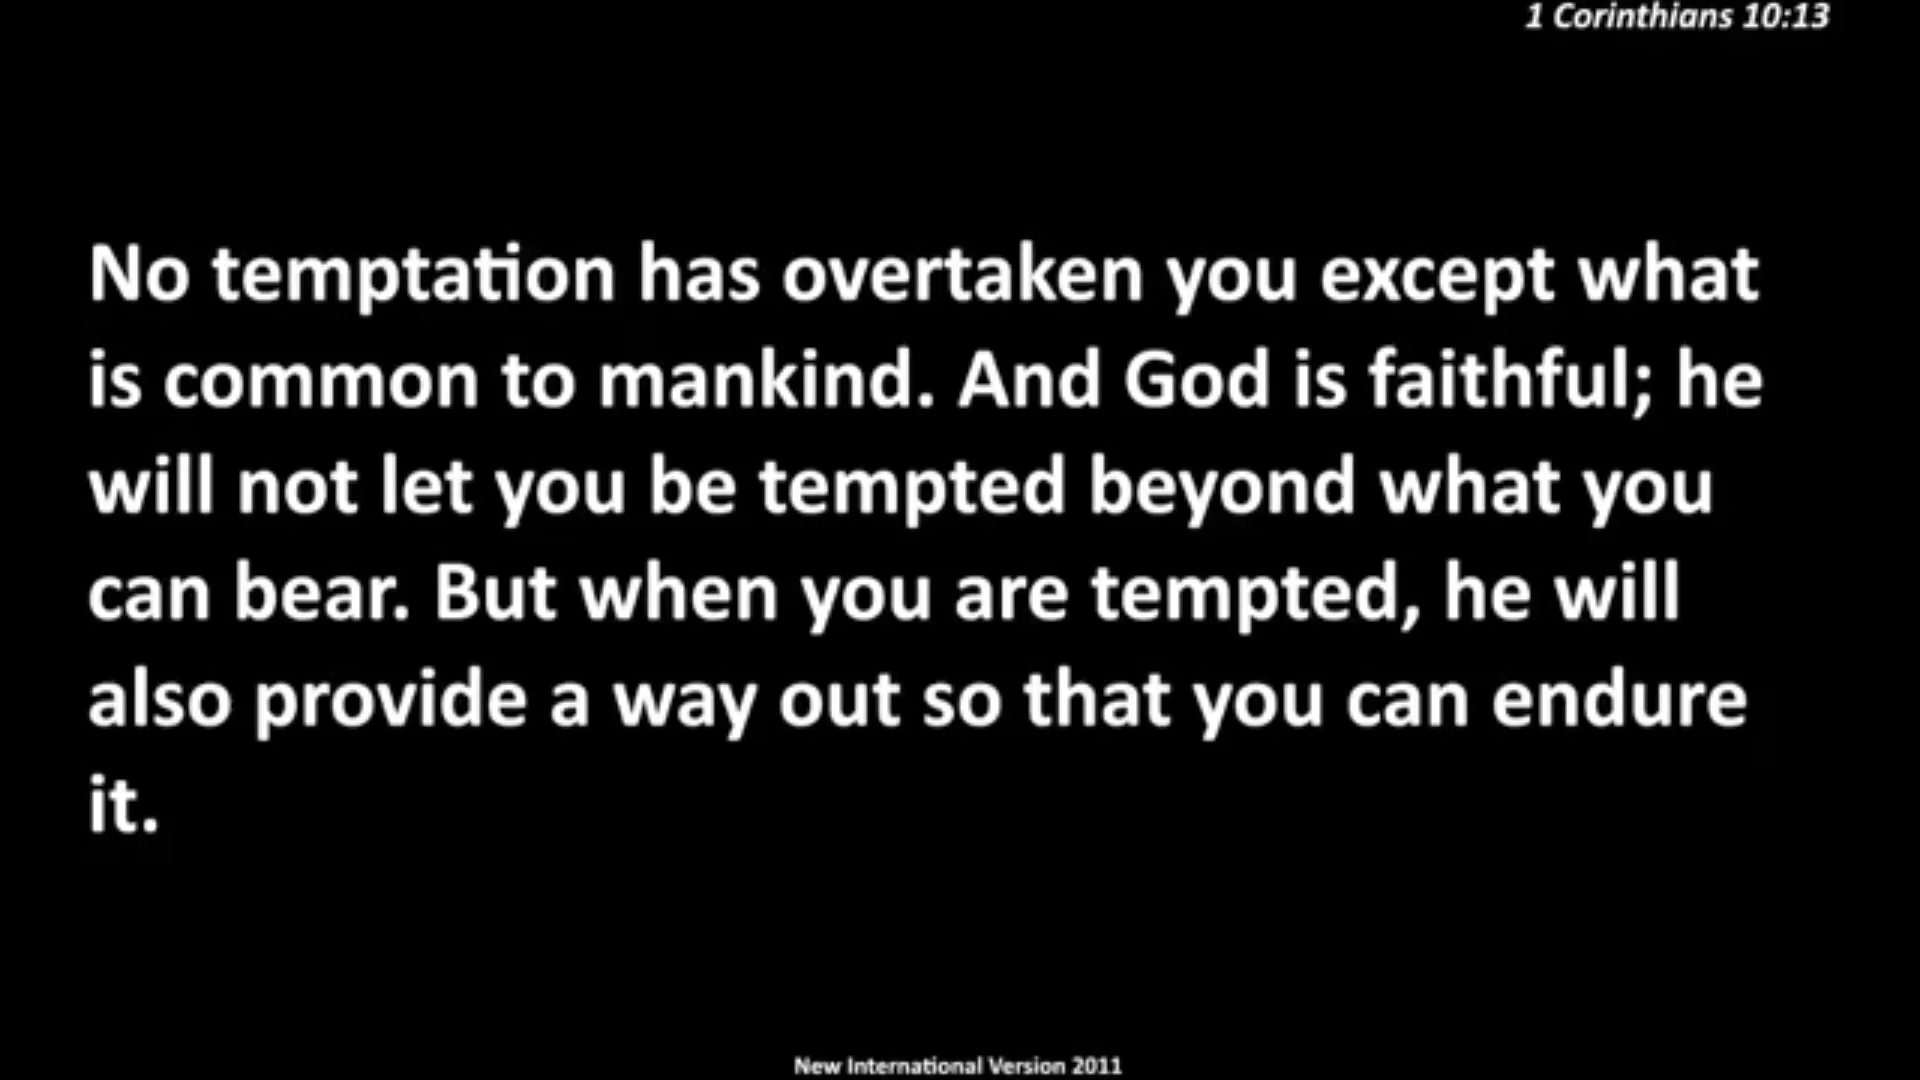 1 Corinthians 10:13
No temptation has overtaken you except what
is common to mankind. And God is faithful; he
will not let you be tempted beyond what you
can bear. But when you are tempted, he will
also provide a way out so that you can endure
it.
New International Version 2011